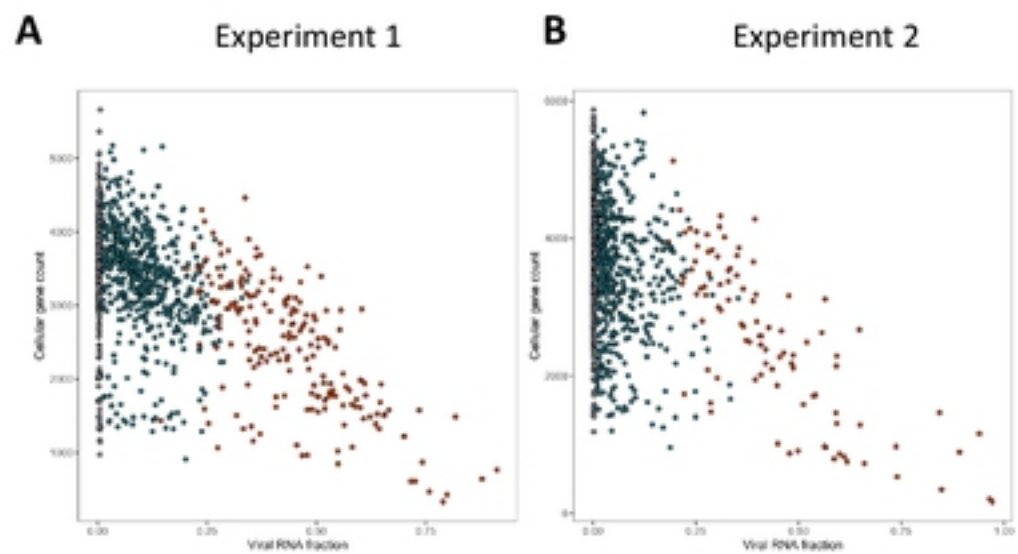 A
Experiment 1
B
Experiment 2
Cellular gene count
5000
4000
3000
2000
1000
0.00
0.25
0.50
0.75
Viral RNA fraction
Cellular gene count
6000
4000
2000
0
0.00
0.25
0.50
0.75
1.00
Viral RNA fraction